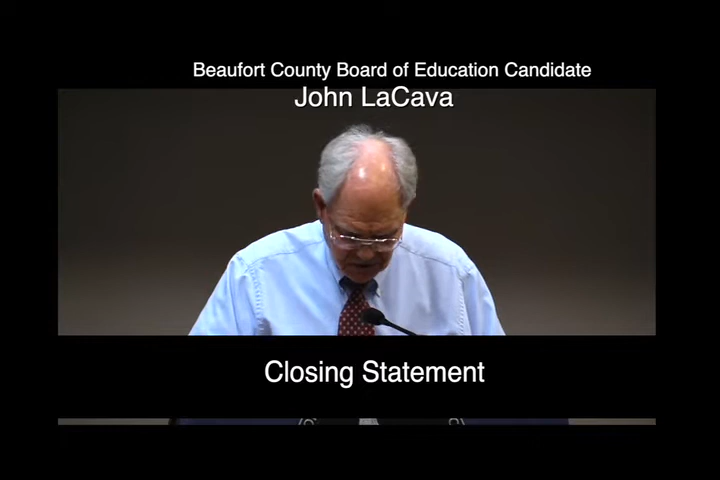 Beaufort County Board of Education Candidate
John LaCava
Closing Statement